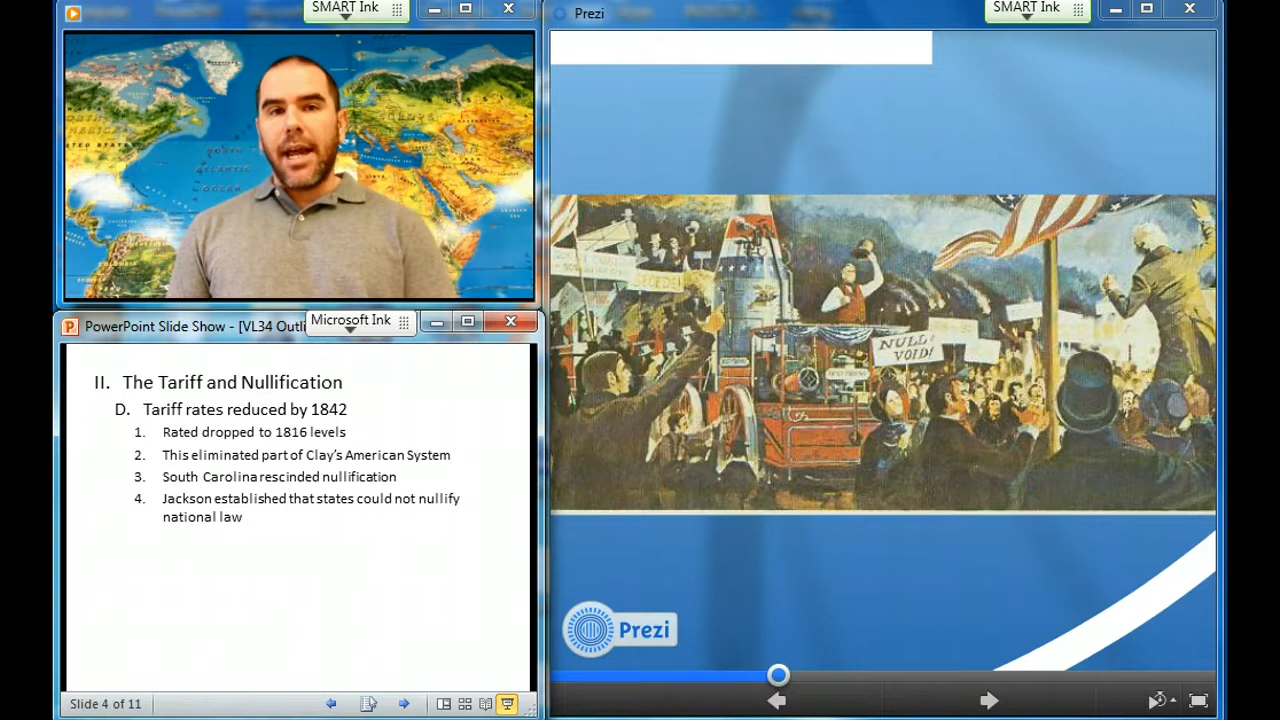 SMART Ink
SMART Ink
Prezi
PowerPoint Slide Show - [VL34 Outli
Microsoft Ink
II. The Tariff and Nullification
D. Tariff rates reduced by 1842
1. Rated dropped to 1816 levels
2. This eliminated part of Clay's American System
3. South Carolina rescinded nullification
4. Jackson established that states could not nullify
national law
NULL &
VOID!
SECEDE!
Prezi
Slide 4 of 11